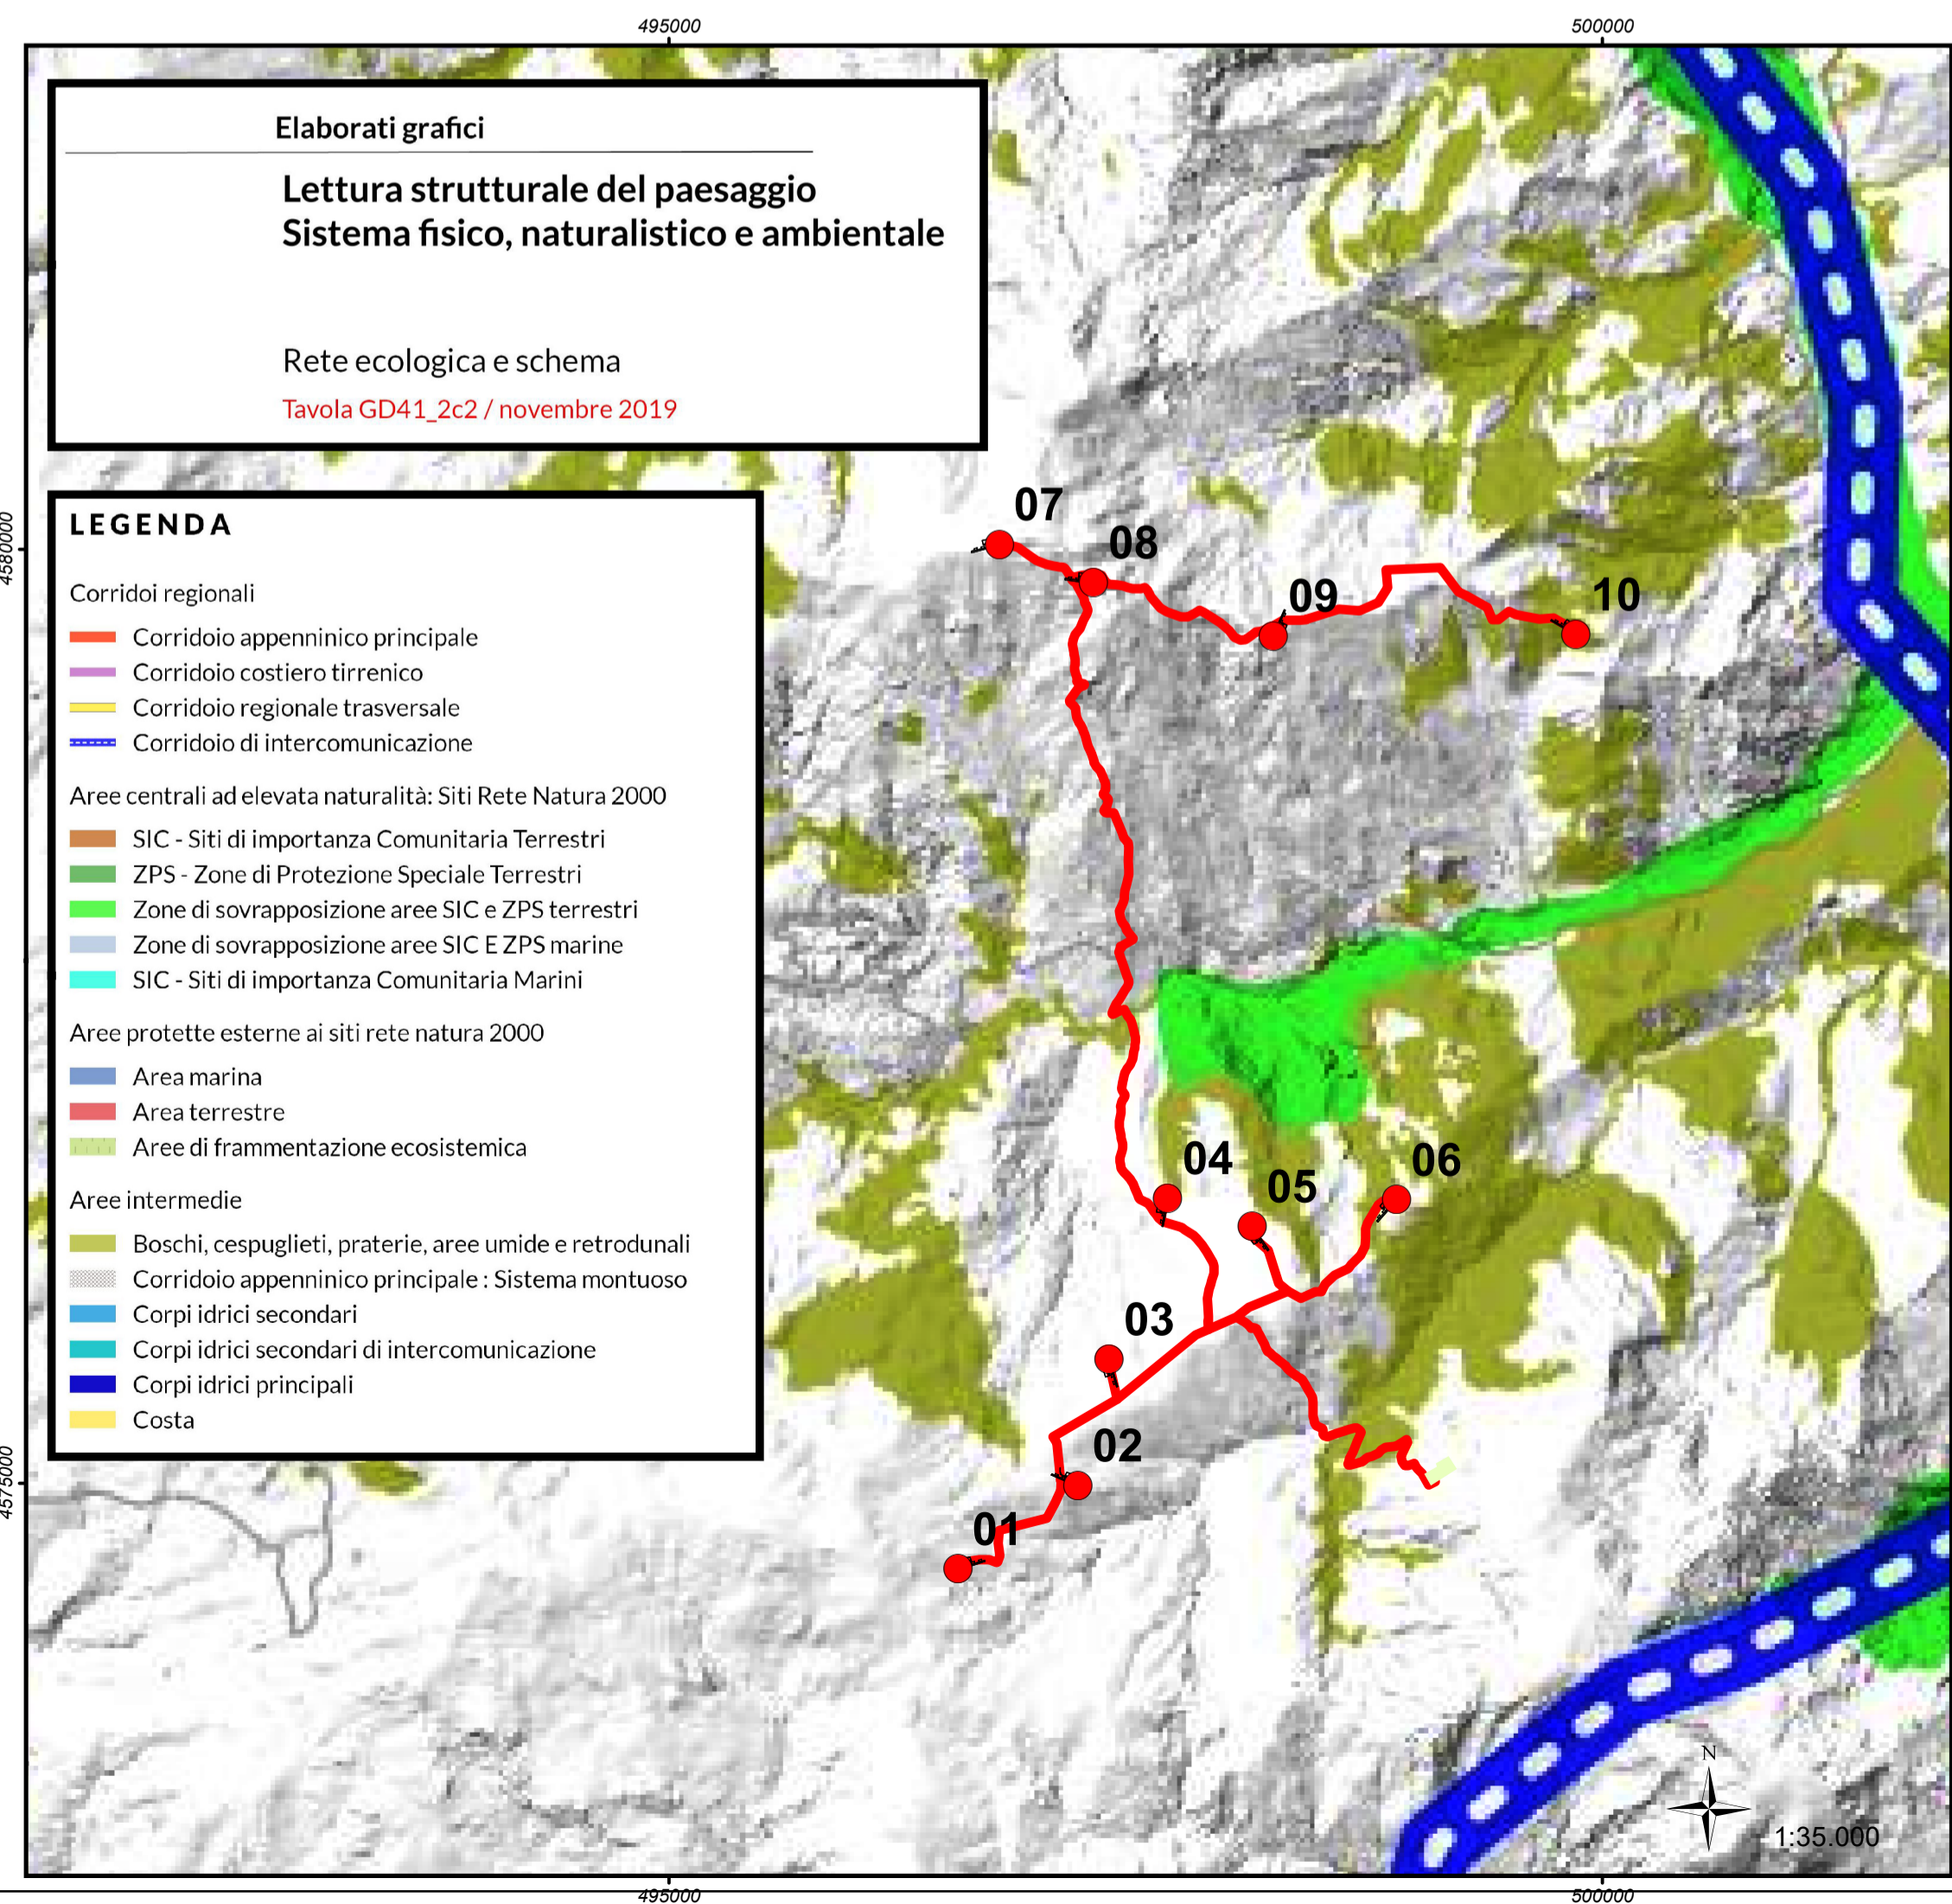 495000
500000
Elaborati grafici
Lettura strutturale del paesaggio
Sistema fisico, naturalistico e ambientale
Rete ecologica e schema
Tavola GD41_2c2 / novembre 2019
LEGENDA
Corridoi regionali
Corridoio appenninico principale
Corridoio costiero tirrenico
Corridoio regionale trasversale
Corridoio di intercomunicazione
Aree centrali ad elevata naturalità: Siti Rete Natura 2000
SIC - Siti di importanza Comunitaria Terrestri
ZPS - Zone di Protezione Speciale Terrestri
Zone di sovrapposizione aree SIC e ZPS terrestri
Zone di sovrapposizione aree SIC E ZPS marine
SIC - Siti di importanza Comunitaria Marini
Aree protette esterne ai siti rete natura 2000
Area marina
Area terrestre
Aree di frammentazione ecosistemica
Aree intermedie
Boschi, cespuglieti, praterie, aree umide e retrodunali
Corridoio appenninico principale : Sistema montuoso
Corpi idrici secondari
Corpi idrici secondari di intercomunicazione
Corpi idrici principali
Costa
07
08
09
10
04
05
06
03
02
01
N
1:35.000
495000
500000